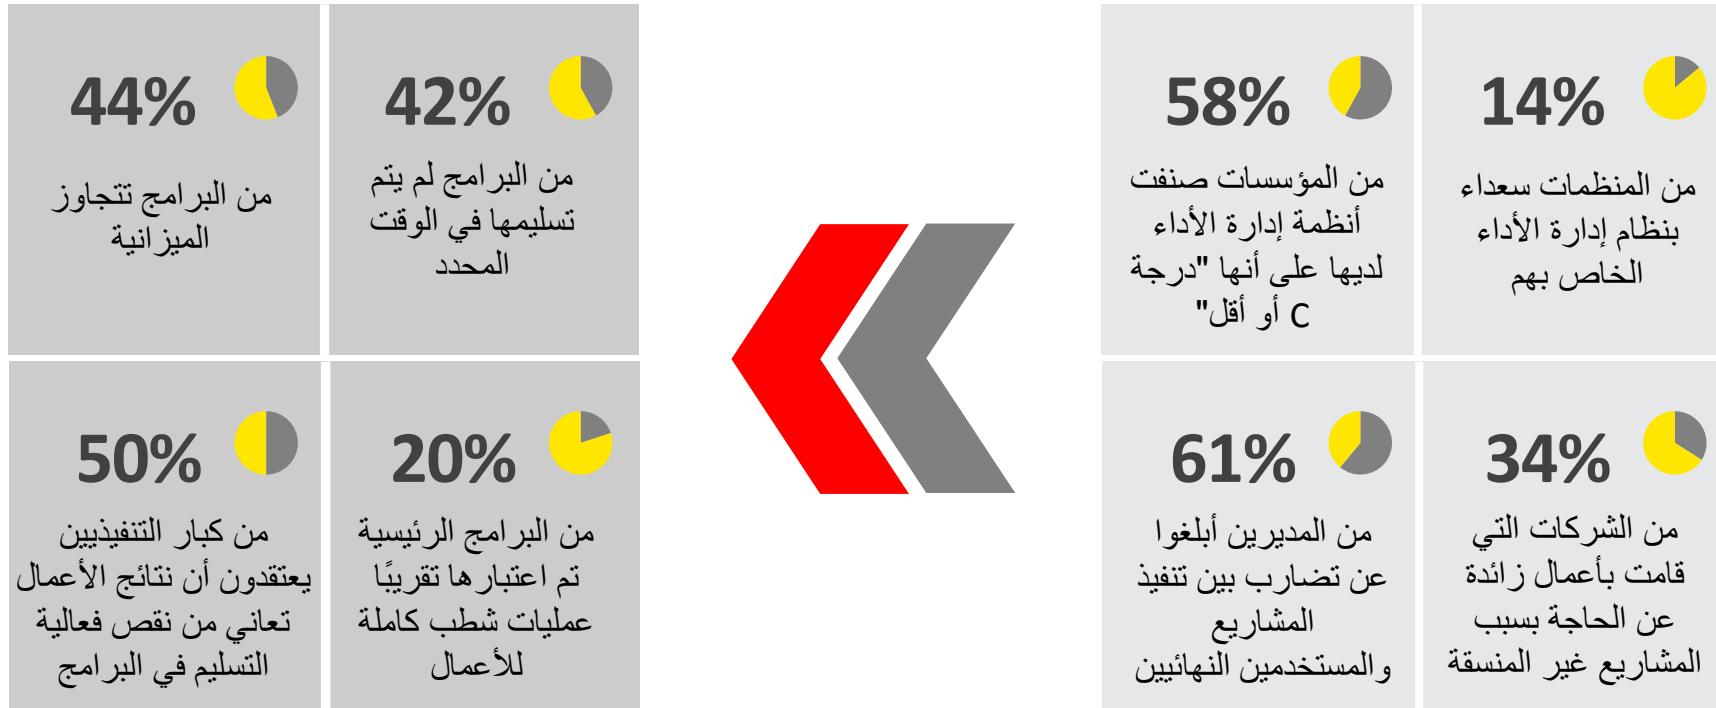 14%
من المنظمات سعداء
بنظام إدارة الأداء
الخاص بهم
58%
من المؤسسات صنفت
أنظمة إدارة الأداء
لديها على أنها "درجة
C أو أقل"
34%
من الشركات التي
قامت بأعمال زائدة
عن الحاجة بسبب
المشاريع غير المنسقة
61%
من المديرين أبلغوا
عن تضارب بين تنفيذ
المشاريع
والمستخدمين النهائيين
42%
من البرامج لم يتم
تسليمها في الوقت
المحدد
44%
من البرامج تتجاوز
الميزانية
20%
من البرامج الرئيسية
تم اعتبارها تقريبًا
عمليات شطب كاملة
للأعمال
50%
من كبار التنفيذيين
يعتقدون أن نتائج الأعمال
تعاني من نقص فعالية
التسليم في البرامج